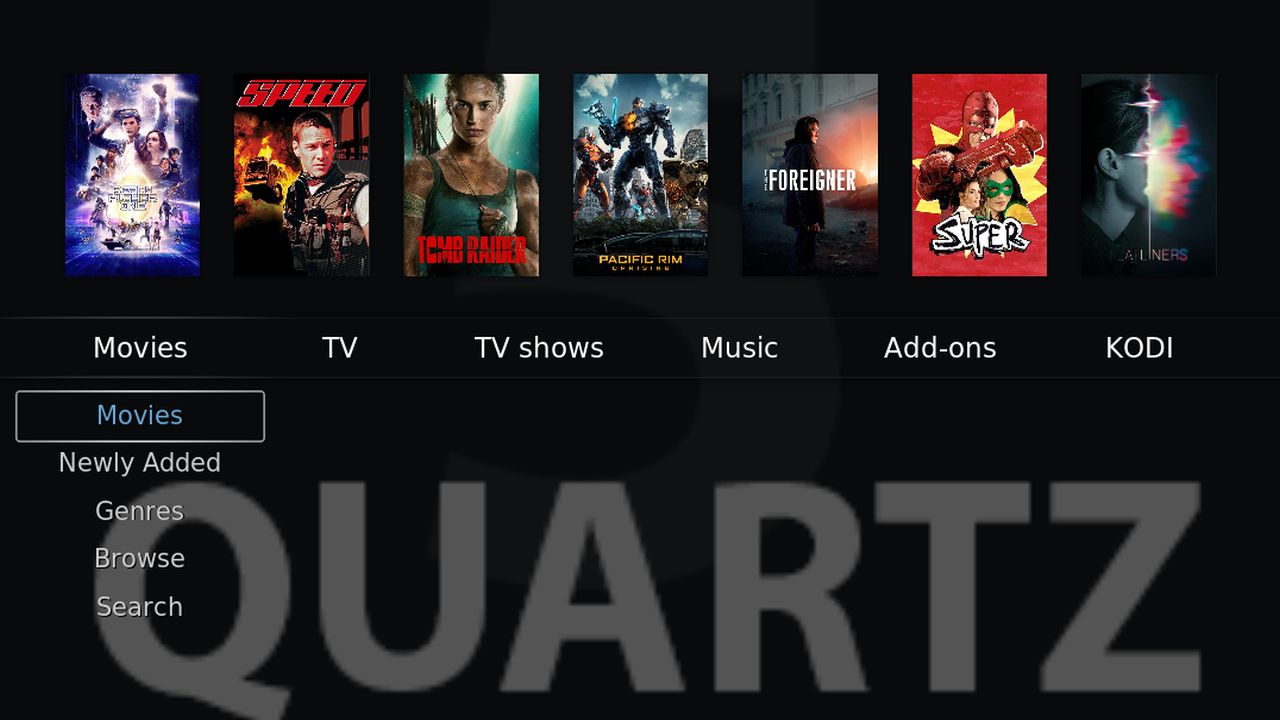 SPEED
TOMB RAIDER
PACIFIC RIM
UPRISING
THE FOREIGNER
SUPER
FLATLINERS
Movies TV TV shows Music Add-ons KODI
Movies
Newly Added
Genres
Browse
Search
5
QUARTZ